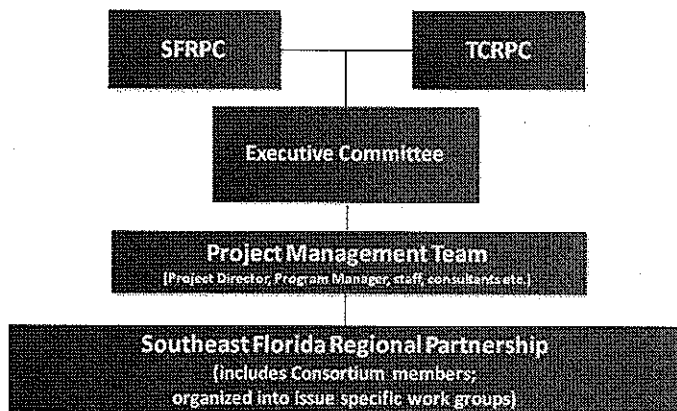 SFRPC
TCRPC
Executive Committee
Project Management Team
(Project Director, Program Manager, staff, consultants etc.)
Southeast Florida Regional Partnership
(includes Consortium members;
organized into issue specific work groups)